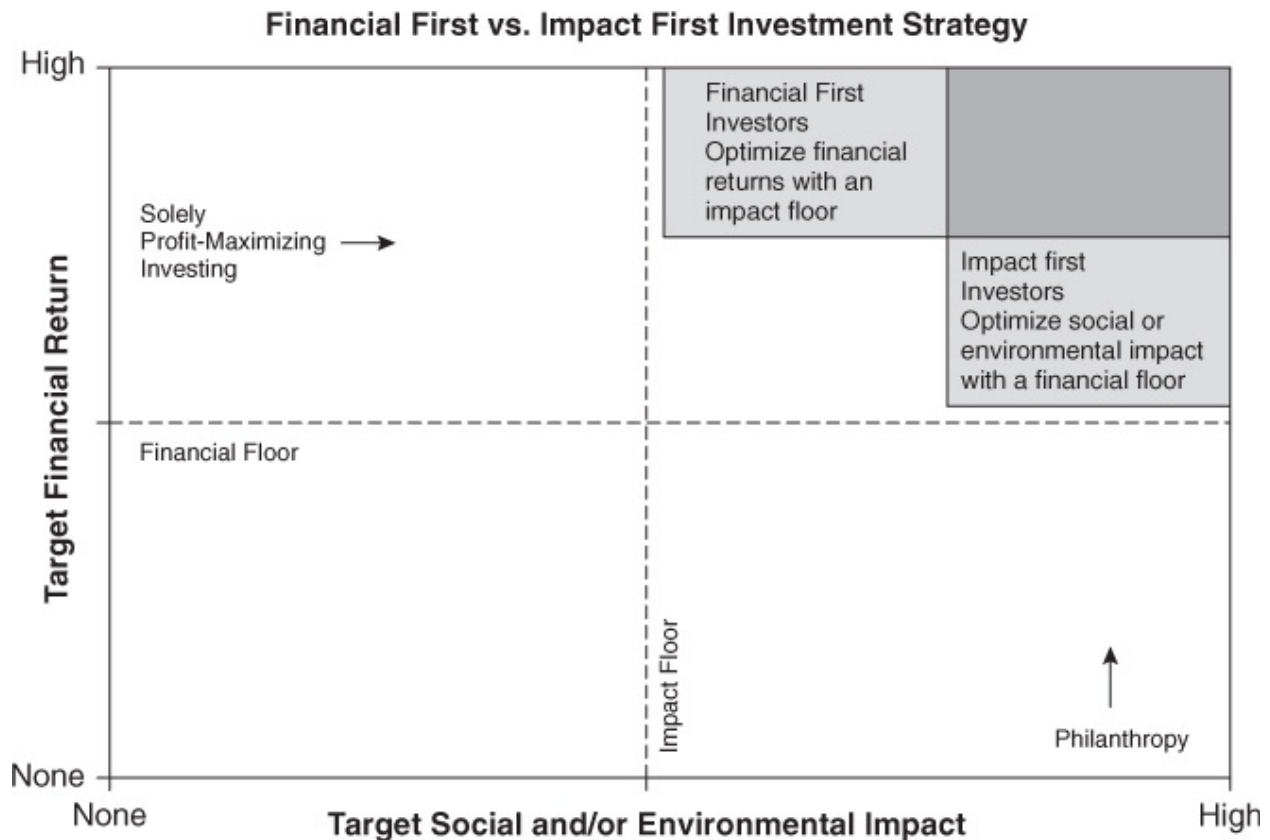 Financial First vs. Impact First Investment Strategy
High
Financial First
Investors
Optimize financial
returns with an
impact floor
Solely
Profit-Maximizing
Investing
Impact first
Investors
Optimize social or
environmental impact
with a financial floor
Target Financial Return
Financial Floor
Impact Floor
Philanthropy
None
None
Target Social and/or Environmental Impact
High